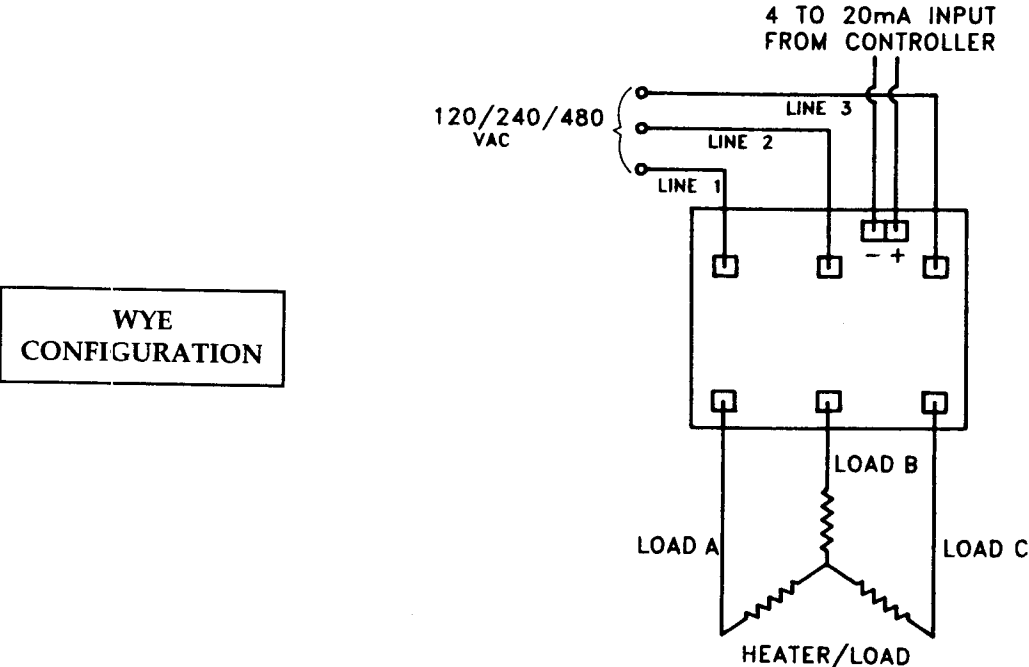 4 TO 20mA INPUT
FROM CONTROLLER
120/240/480
VAC
LINE 3
LINE 2
LINE 1
- +
WYE
CONFIGURATION
LOAD B
LOAD A
LOAD C
HEATER/LOAD